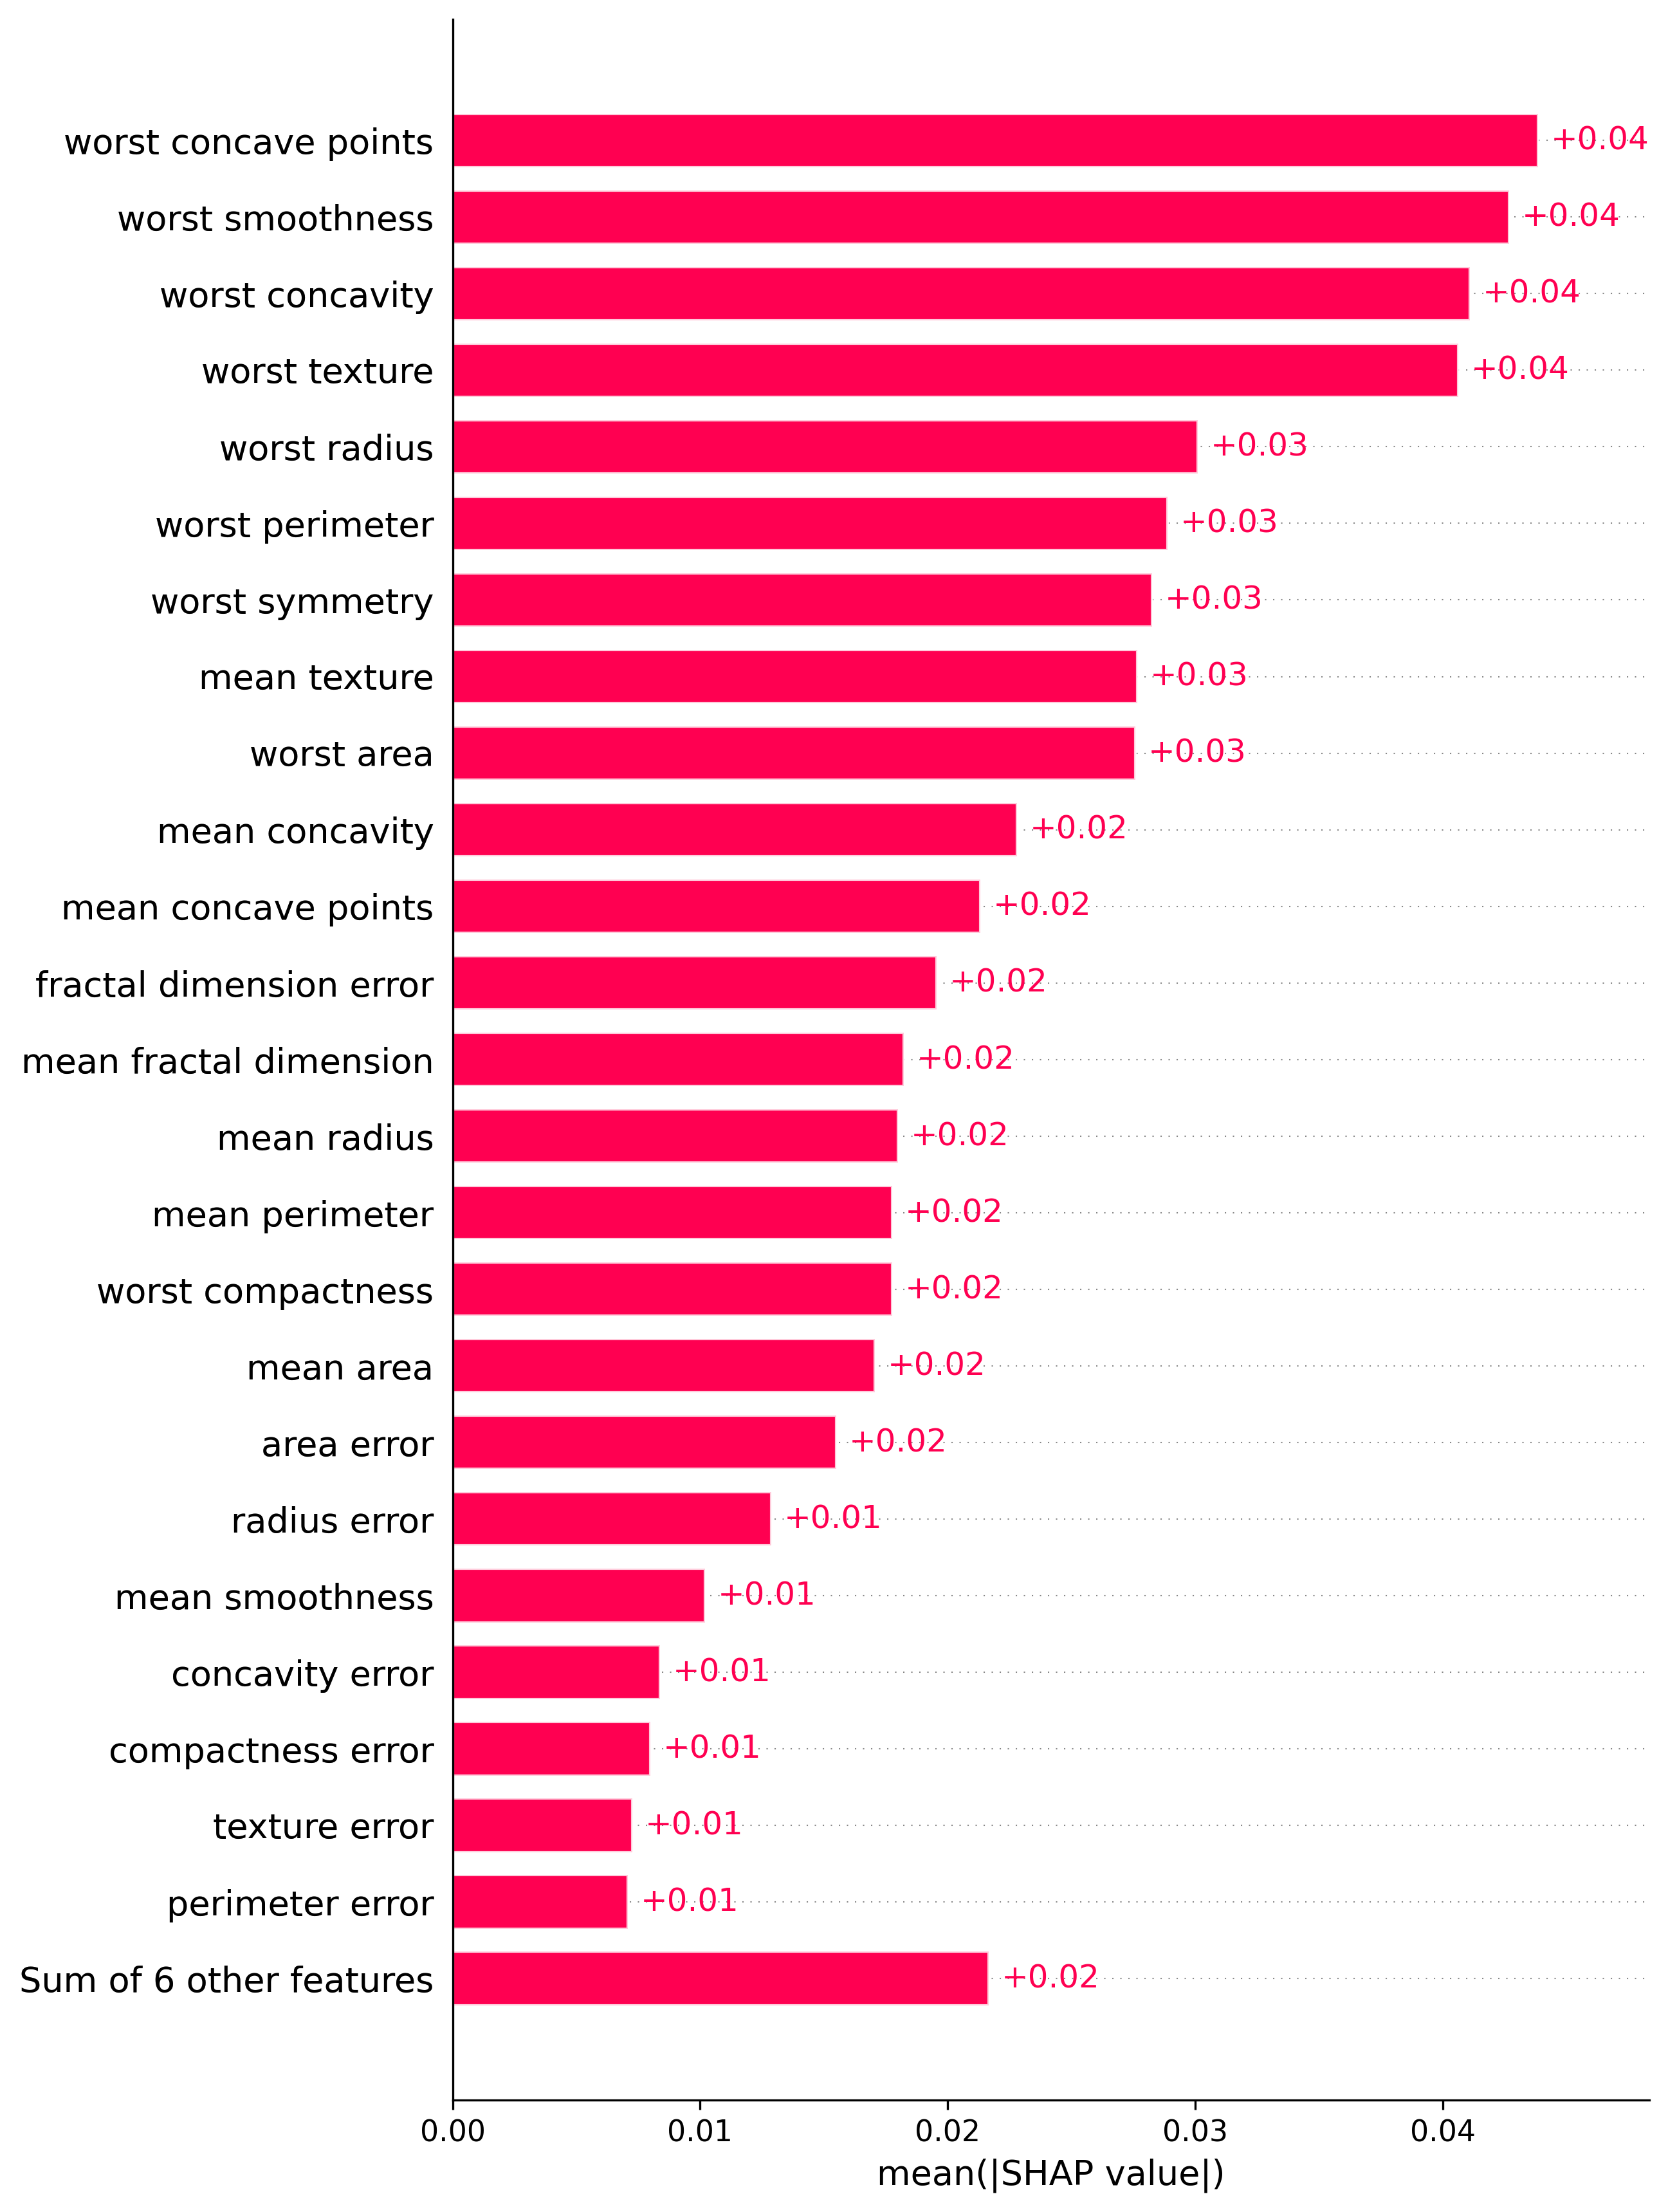 worst concave points +0.04
worst smoothness +0.04
worst concavity +0.04
worst texture +0.04
worst radius +0.03
worst perimeter +0.03
worst symmetry +0.03
mean texture +0.03
worst area +0.03
mean concavity +0.02
mean concave points +0.02
fractal dimension error +0.02
mean fractal dimension +0.02
mean radius +0.02
mean perimeter +0.02
worst compactness +0.02
mean area +0.02
area error +0.02
radius error +0.01
mean smoothness +0.01
concavity error +0.01
compactness error +0.01
texture error +0.01
perimeter error +0.01
Sum of 6 other features +0.02
0.00 0.01 0.02 0.03 0.04
mean(|SHAP value|)